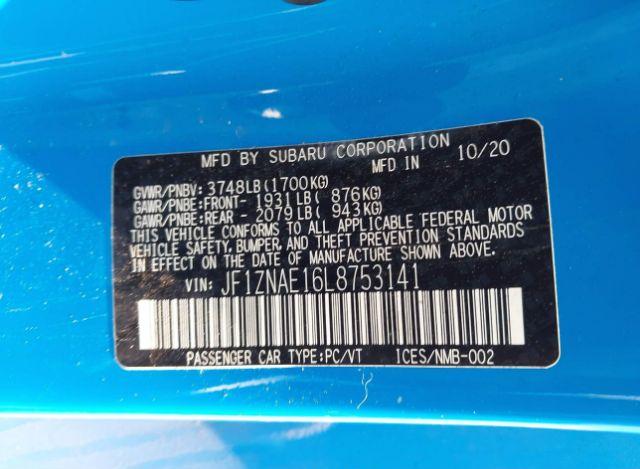 MFD BY SUBARU CORPORATION
MFD IN 10/20
GVWR/PNBV: 3748LB(1700KG)
GAWR/PNBE:FRONT- 1931LB( 876KG)
GAWR/PNBE:REAR - 2079LB( 943KG)
THIS VEHICLE CONFORMS TO ALL APPLICABLE FEDERAL MOTOR
VEHICLE SAFETY, BUMPER, AND THEFT PREVENTION STANDARDS
IN EFFECT ON THE DATE OF MANUFACTURE SHOWN ABOVE.
VIN: JF1ZNAE16L8753141
PASSENGER CAR TYPE:PC/VT ICES/NMB-002